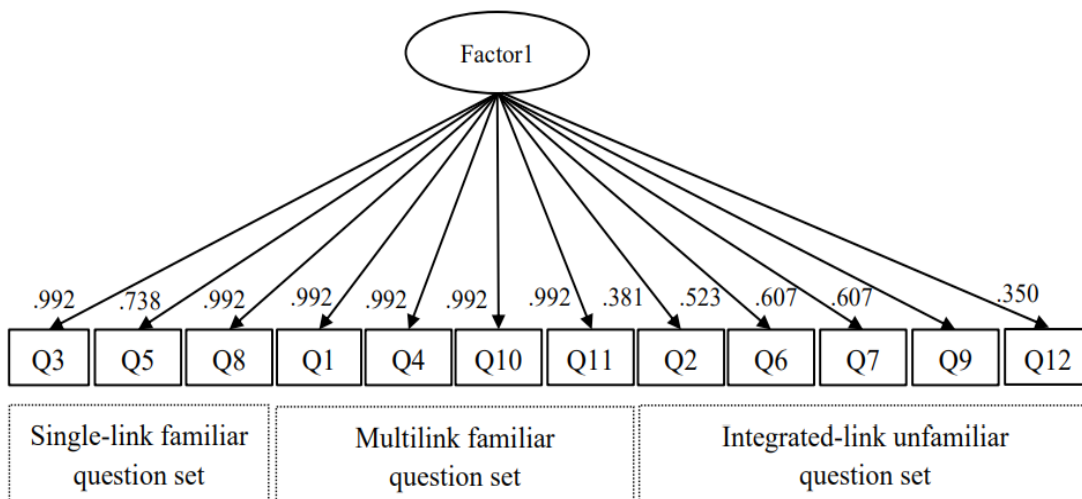 Factor1
.992 .738 .992 .992 .992 .992 .992 .381 .523 .607 .607 .350
Q3 Q5 Q8 Q1 Q4 Q10 Q11 Q2 Q6 Q7 Q9 Q12
Single-link familiar
question set
Multilink familiar
question set
Integrated-link unfamiliar
question set